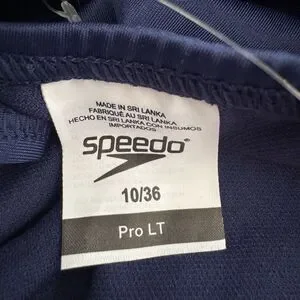 MADE IN SRI LANKA
FABRIQUÉ AU SRI LANKA
HECHO EN SRI LANKA CON INSUMOS
IMPORTADOS
speedo®
10/36
Pro LT